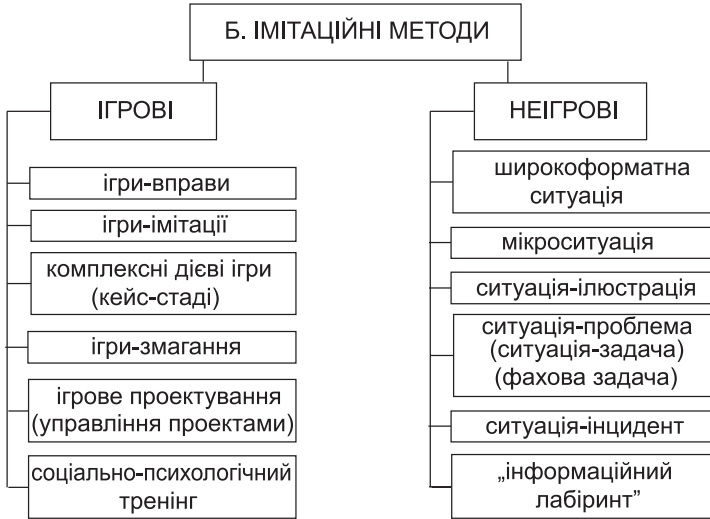 Б. ІМІТАЦІЙНІ МЕТОДИ
ІГРОВІ
ігри-вправи
ігри-імітації
комплексні дієві ігри
(кейс-стаді)
ігри-змагання
ігрове проектування
(управління проектами)
соціально-психологічний
тренінг
НЕІГРОВІ
широкоформатна
ситуація
мікроситуація
ситуація-ілюстрація
ситуація-проблема
(ситуація-задача)
(фахова задача)
ситуація-інцидент
„інформаційний
лабіринт”